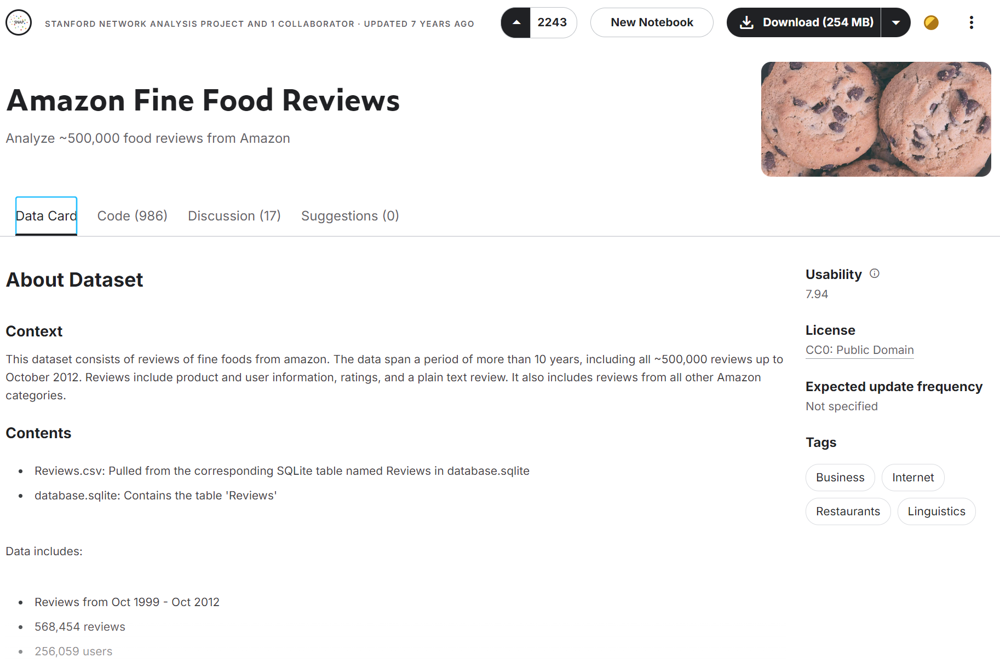 SNAP
STANFORD NETWORK ANALYSIS PROJECT AND 1 COLLABORATOR · UPDATED 7 YEARS AGO
2243
New Notebook
Download (254 MB)
Amazon Fine Food Reviews
Analyze ~500,000 food reviews from Amazon
Data Card
Code (986)
Discussion (17)
Suggestions (0)
About Dataset
Context
This dataset consists of reviews of fine foods from amazon. The data span a period of more than 10 years, including all ~500,000 reviews up to
October 2012. Reviews include product and user information, ratings, and a plain text review. It also includes reviews from all other Amazon
categories.
Contents
• Reviews.csv: Pulled from the corresponding SQLite table named Reviews in database.sqlite
• database.sqlite: Contains the table 'Reviews'
Data includes:
• Reviews from Oct 1999 - Oct 2012
• 568,454 reviews
• 256,059 users
Usability
7.94
License
CC0: Public Domain
Expected update frequency
Not specified
Tags
Business
Internet
Restaurants
Linguistics